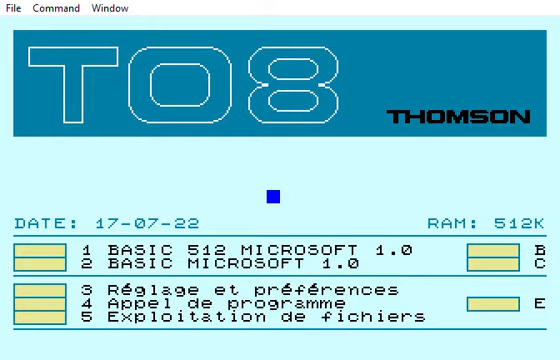 File Command Window
TO8
THOMSON
DATE: 17-07-22 RAM: 512K
1 BASIC 512 MICROSOFT 1.0 B
2 BASIC MICROSOFT 1.0 C
3 Réglage et préférences
4 Appel de programme E
5 Exploitation de fichiers